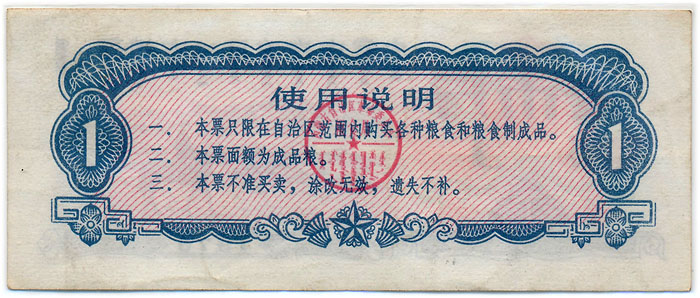 使用说明
一. 本票只限在自治区范围内购买各种粮食和粮食制成品。
1 1
二. 本票面额为成品粮。
三. 本票不准买卖，涂改无效，遗失不补。